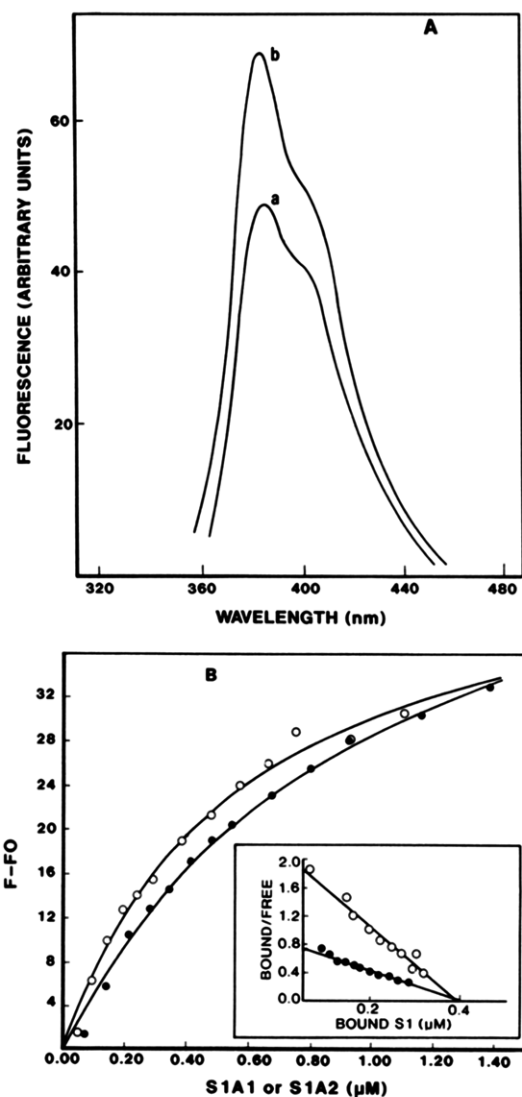 A
b
a
60
40
20
FLUORESCENCE (ARBITRARY UNITS)
320 360 400 440 480
WAVELENGTH (nm)
B
32
28
24
20
16
12
8
4
F-FO
0.00 0.20 0.40 0.60 0.80 1.00 1.20 1.40
S1A1 or S1A2 (μM)
2.0
1.6
1.2
0.8
0.4
0.0
BOUND/FREE
0.2 0.4
BOUND S1 (μM)